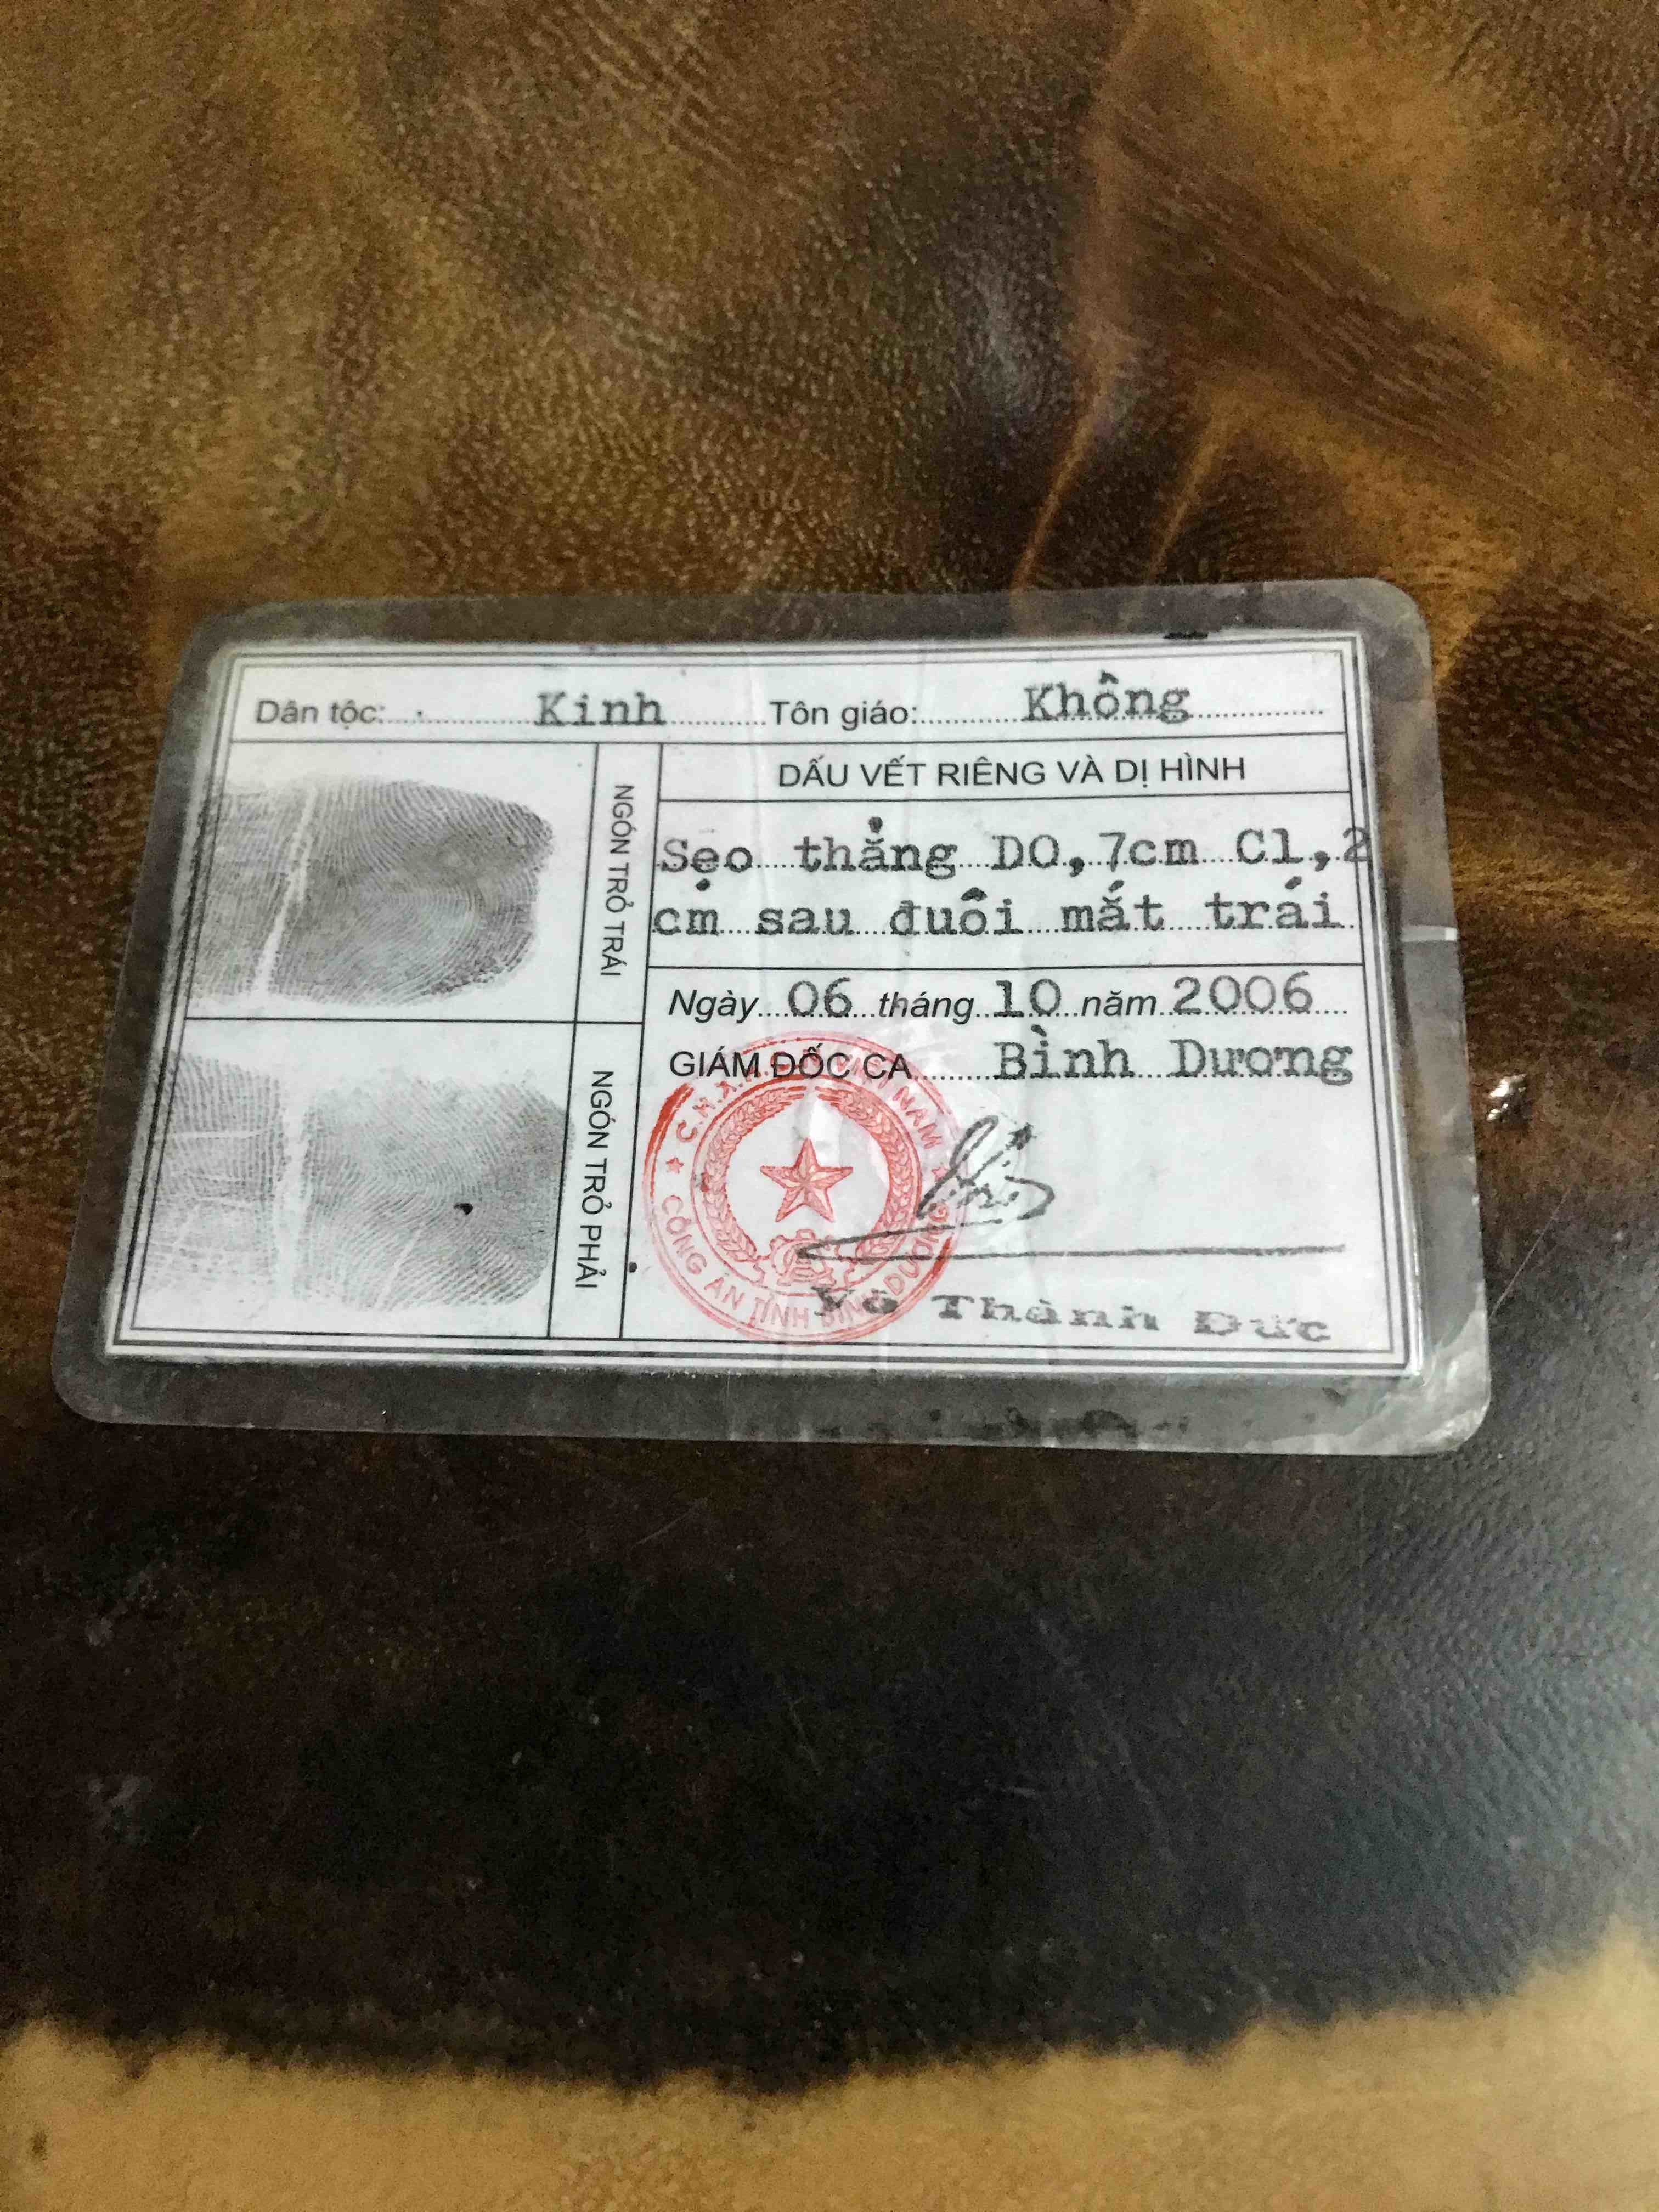 Dân tộc: Kinh Tôn giáo: Không
NGÓN TRỎ TRÁI
DẤU VẾT RIÊNG VÀ DỊ HÌNH
Sẹo thẳng D0,7cm C1,2
cm sau đuôi mắt trái
Ngày 06 tháng 10 năm 2006
GIÁM ĐỐC CA Bình Dương
NGÓN TRỎ PHẢI
C.H.X.H. NAM
CÔNG AN TỈNH BÌNH DƯƠNG
Võ Thành Đức